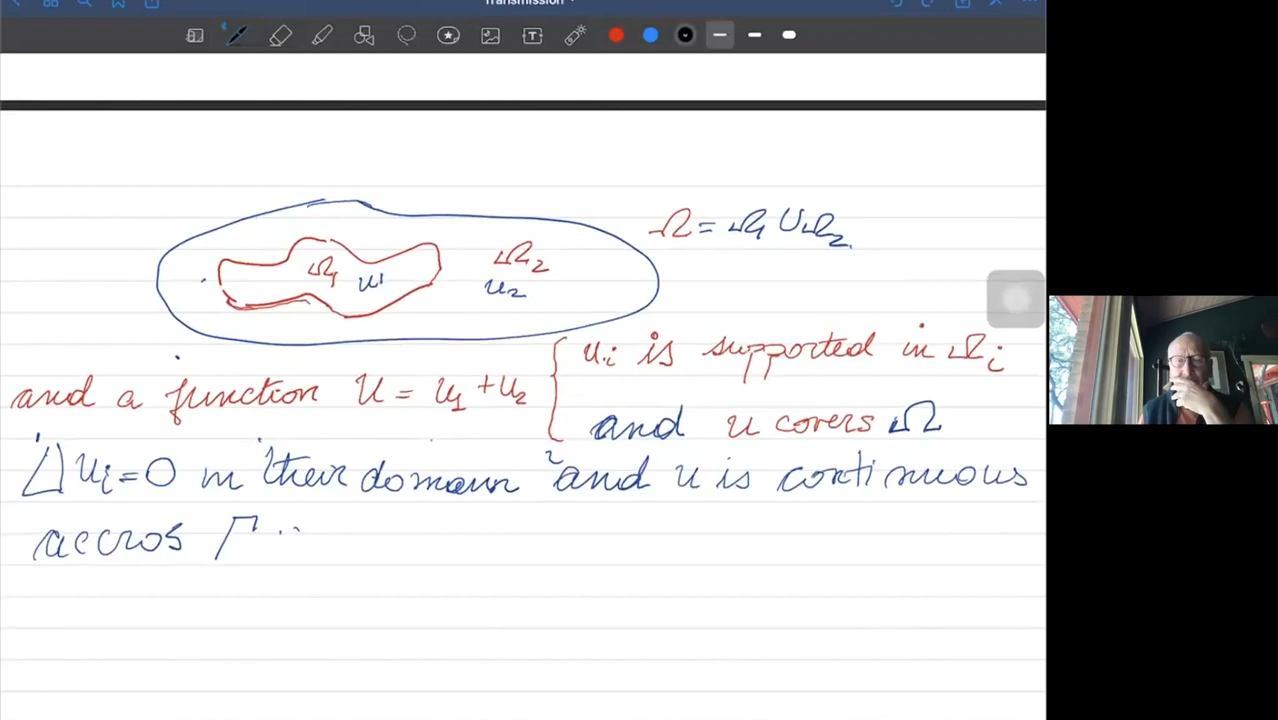 Transmission
T
Ω = Ω1 ∪ Ω2.
Ω1 u1 Ω2 u2
ui is supported in Ωi
and a function U = u1 + u2
and u covers Ω
Δui = 0 in their domain and u is continuous
accros Γ ..